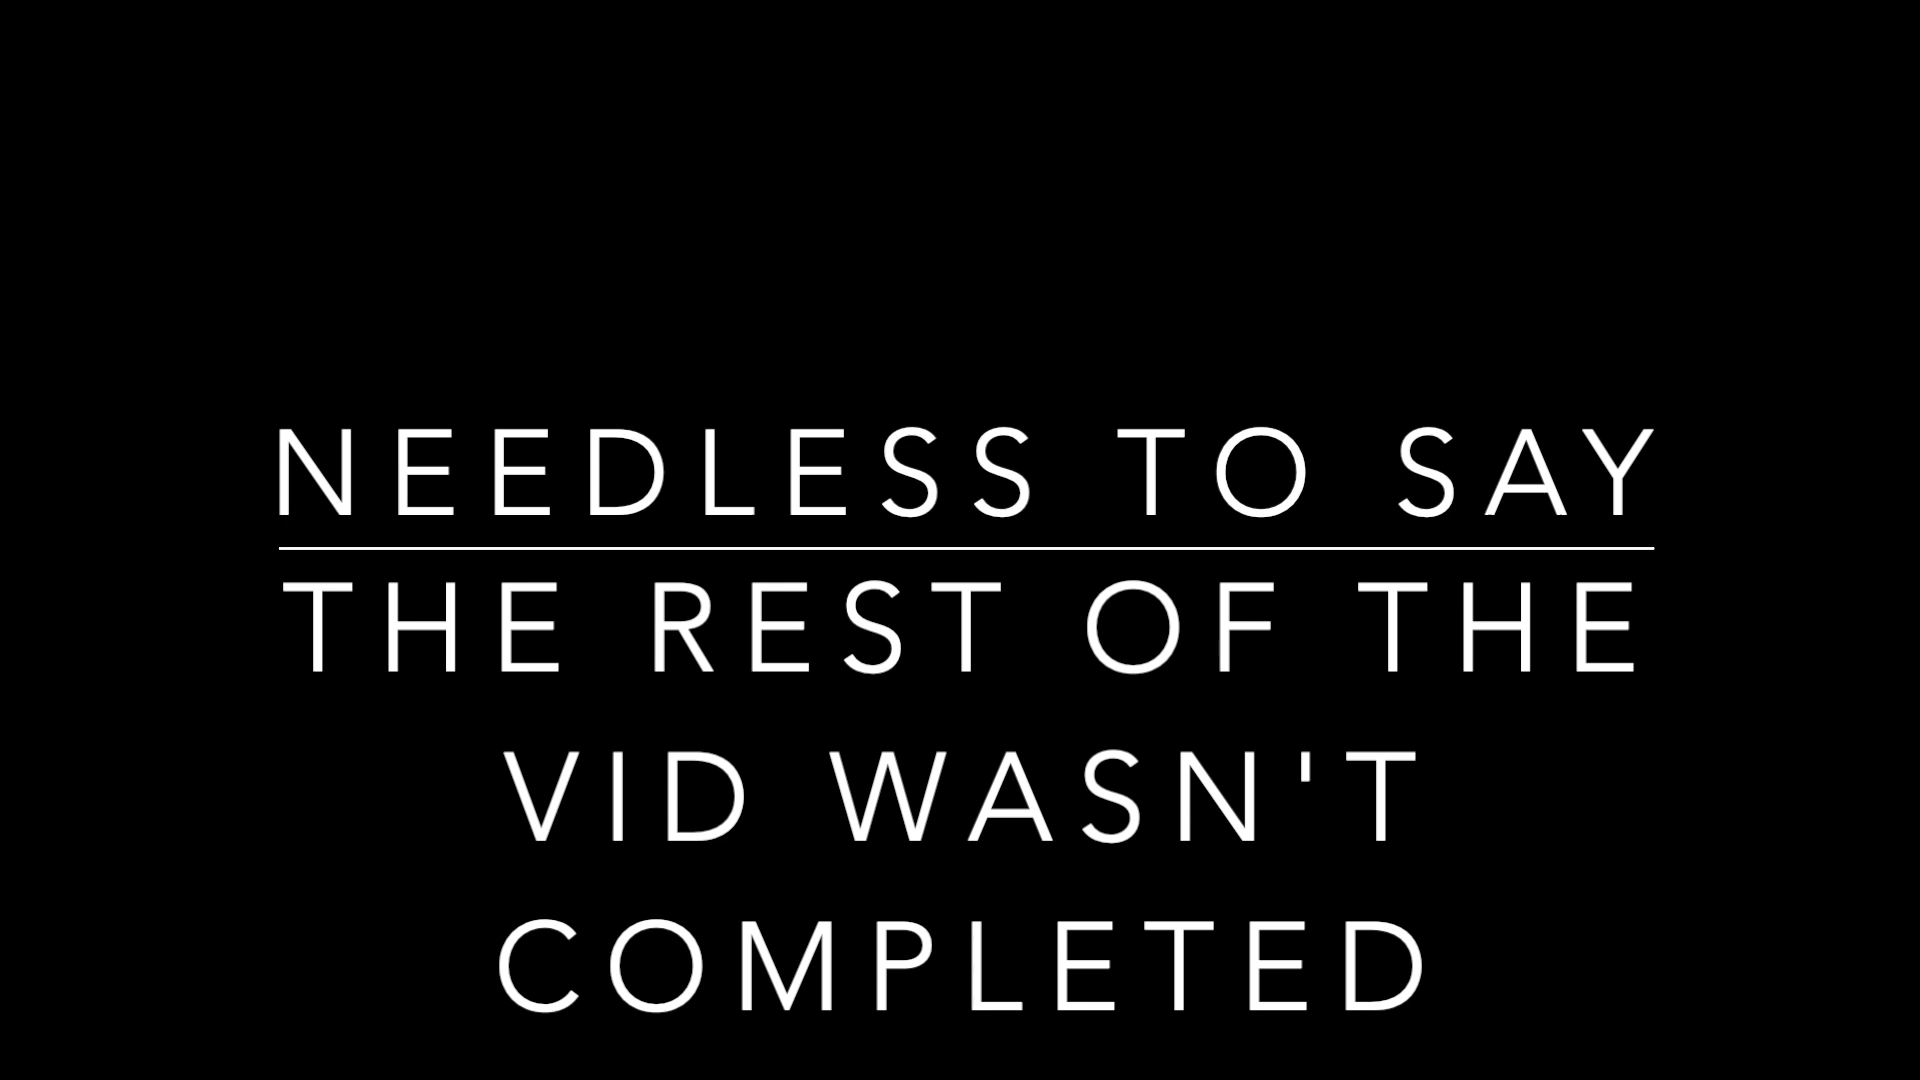 NEEDLESS TO SAY
THE REST OF THE
VID WASN'T
COMPLETED